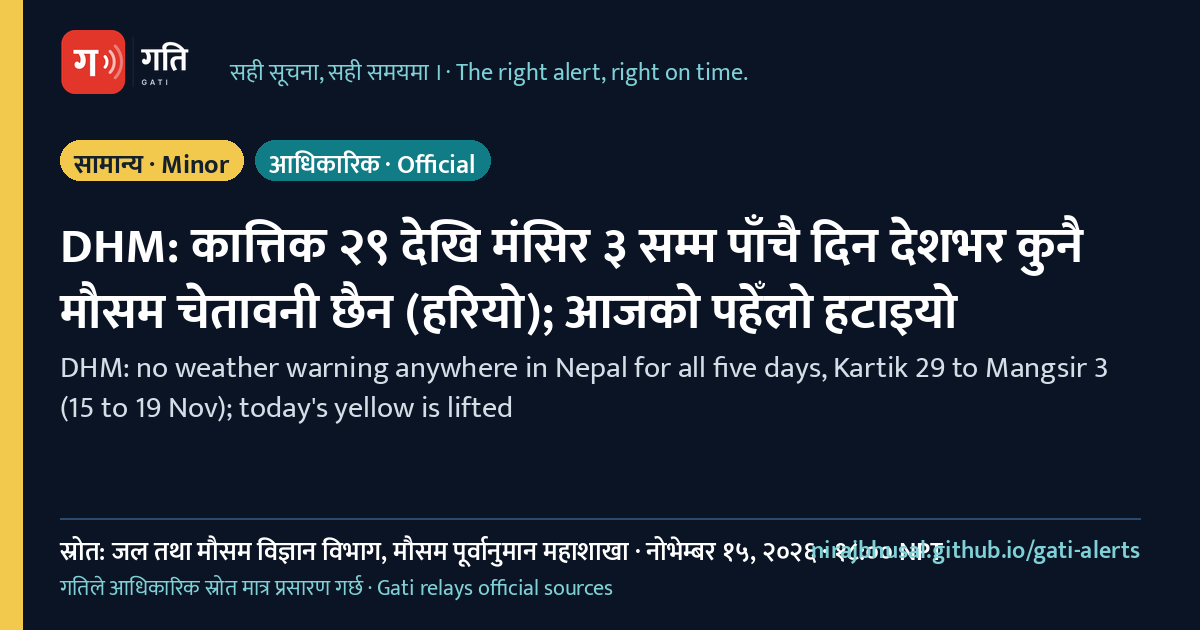 ग गति
GATI
सही सूचना, सही समयमा । · The right alert, right on time.
सामान्य · Minor
आधिकारिक · Official
DHM: कात्तिक २९ देखि मंसिर ३ सम्म पाँचै दिन देशभर कुनै
मौसम चेतावनी छैन (हरियो); आजको पहेँलो हटाइयो
DHM: no weather warning anywhere in Nepal for all five days, Kartik 29 to Mangsir 3
(15 to 19 Nov); today's yellow is lifted
स्रोत: जल तथा मौसम विज्ञान विभाग, मौसम पूर्वानुमान महाशाखा · नोभेम्बर १५, २०२६ · NPT
nirajbhusal.github.io/gati-alerts
गतिले आधिकारिक स्रोत मात्र प्रसारण गर्छ · Gati relays official sources